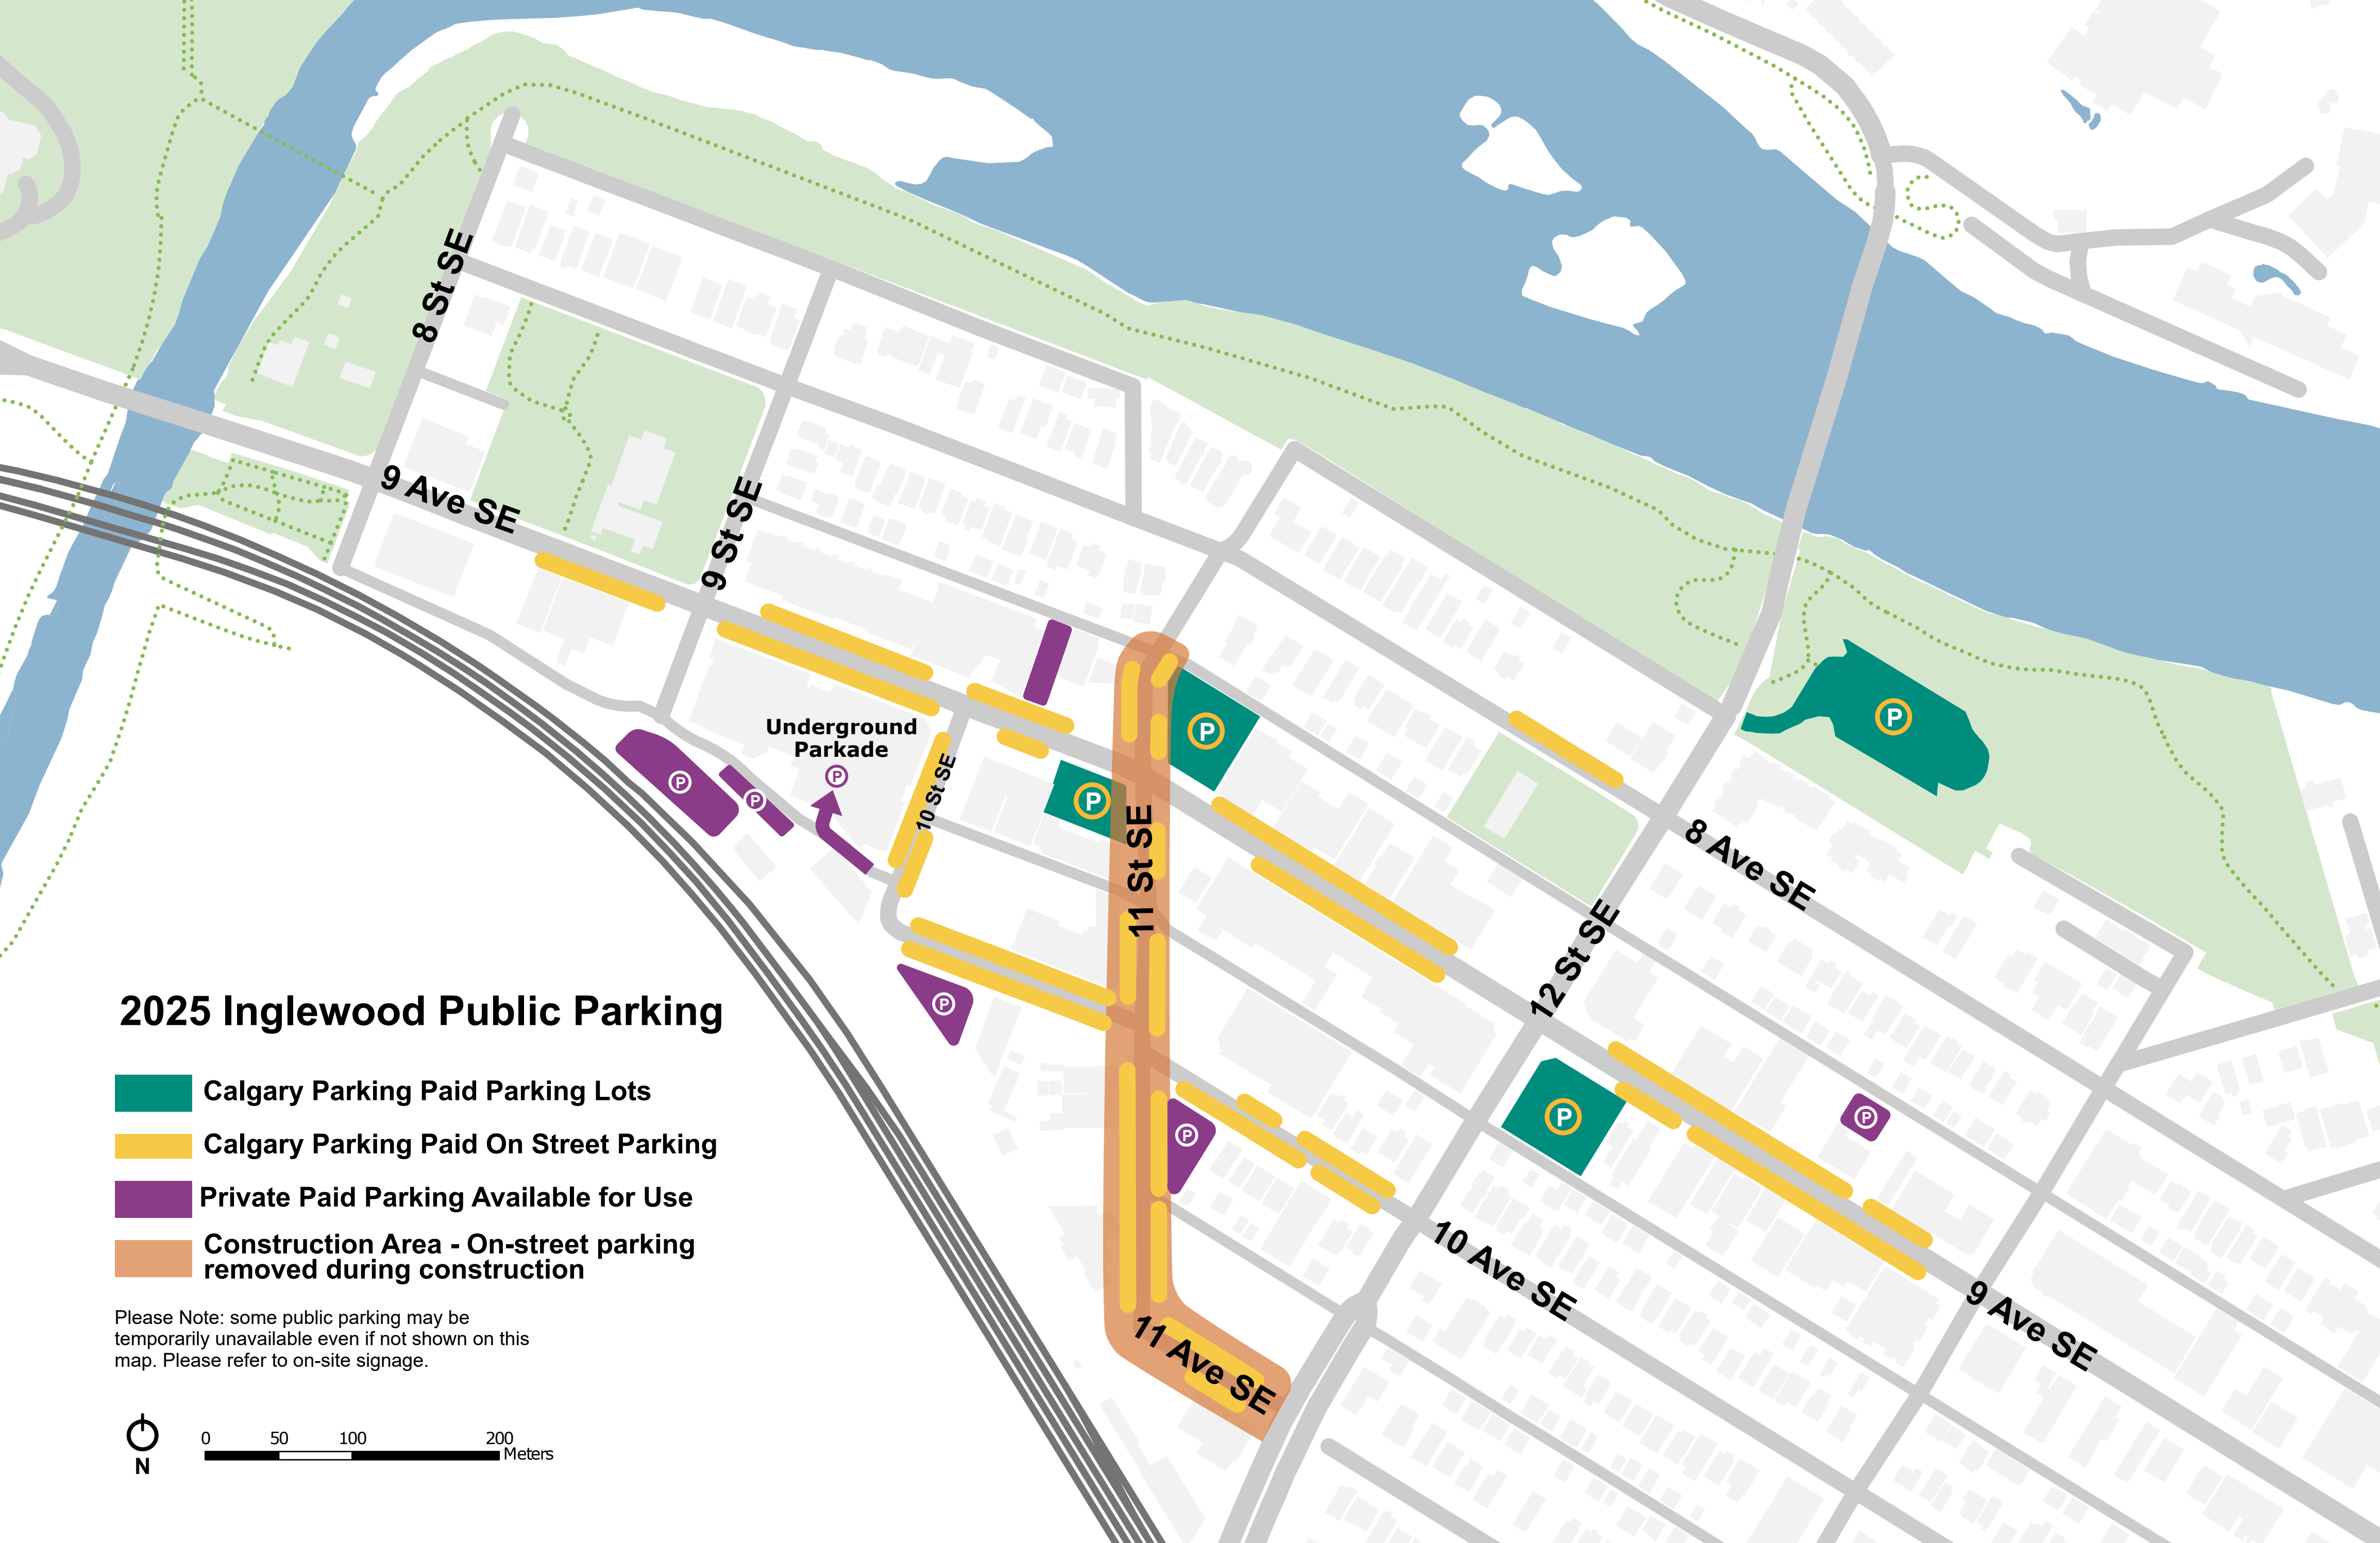 8 St SE
9 Ave SE
9 St SE
Underground
Parkade
P
P
P
10 St SE
P
P
11 St SE
P
8 Ave SE
12 St SE
P
P
P
P
10 Ave SE
9 Ave SE
11 Ave SE
2025 Inglewood Public Parking
Calgary Parking Paid Parking Lots
Calgary Parking Paid On Street Parking
Private Paid Parking Available for Use
Construction Area - On-street parking
removed during construction
Please Note: some public parking may be
temporarily unavailable even if not shown on this
map. Please refer to on-site signage.
N
0 50 100 200
Meters